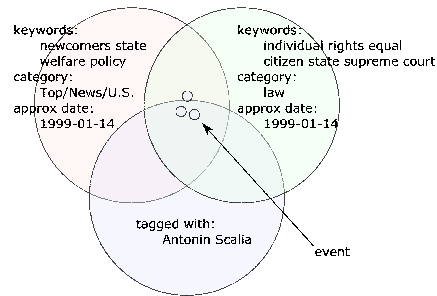 keywords:
newcomers state
welfare policy
category:
Top/News/U.S.
approx date:
1999-01-14
keywords:
individual rights equal
citizen state supreme court
category:
law
approx date:
1999-01-14
tagged with:
Antonin Scalia
event